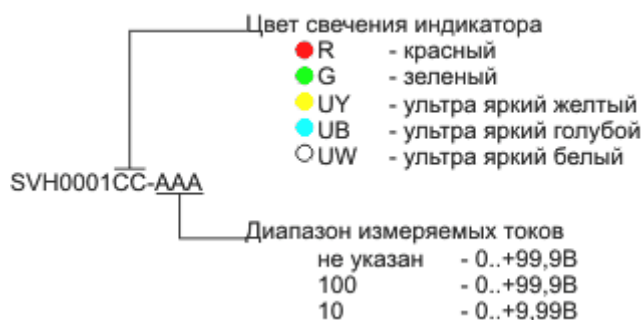 Цвет свечения индикатора
R - красный
G - зеленый
UY - ультра яркий желтый
UB - ультра яркий голубой
UW - ультра яркий белый
SVH0001CC-AAA
Диапазон измеряемых токов
не указан - 0..+99,9В
100 - 0..+99,9В
10 - 0..+9,99В